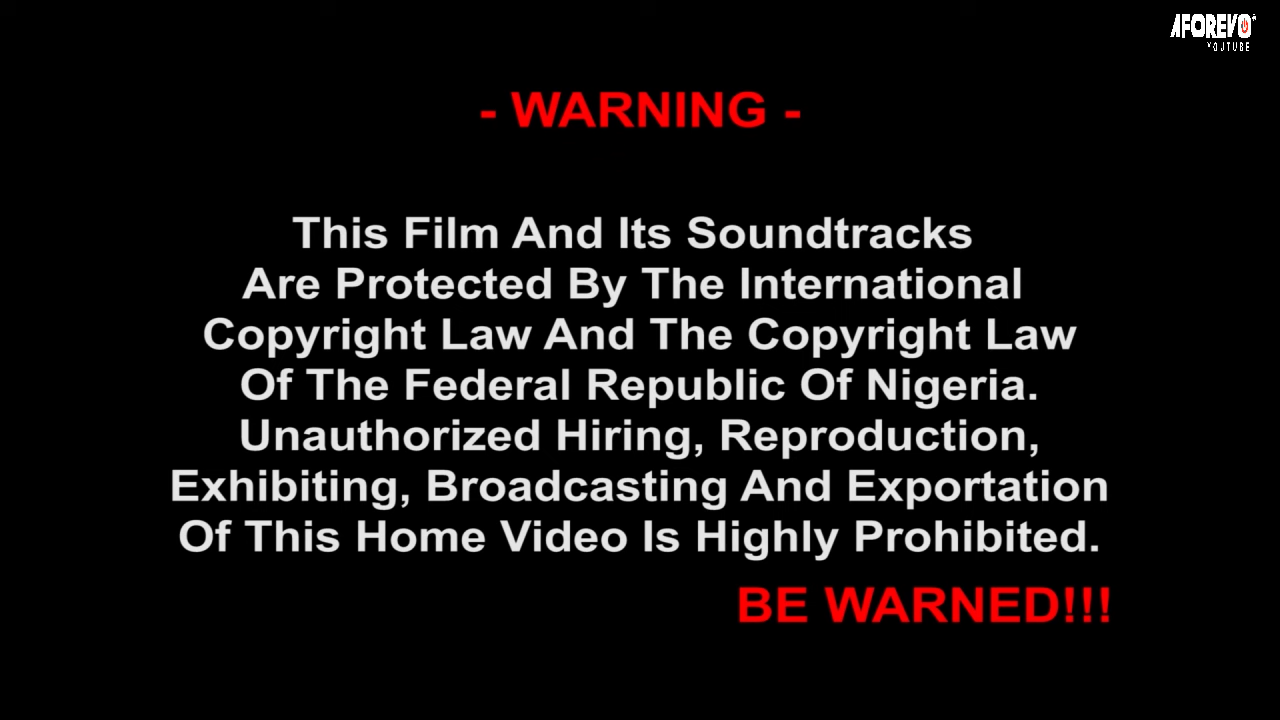 AFOREVO
YOUTUBE
- WARNING -
This Film And Its Soundtracks
Are Protected By The International
Copyright Law And The Copyright Law
Of The Federal Republic Of Nigeria.
Unauthorized Hiring, Reproduction,
Exhibiting, Broadcasting And Exportation
Of This Home Video Is Highly Prohibited.
BE WARNED!!!